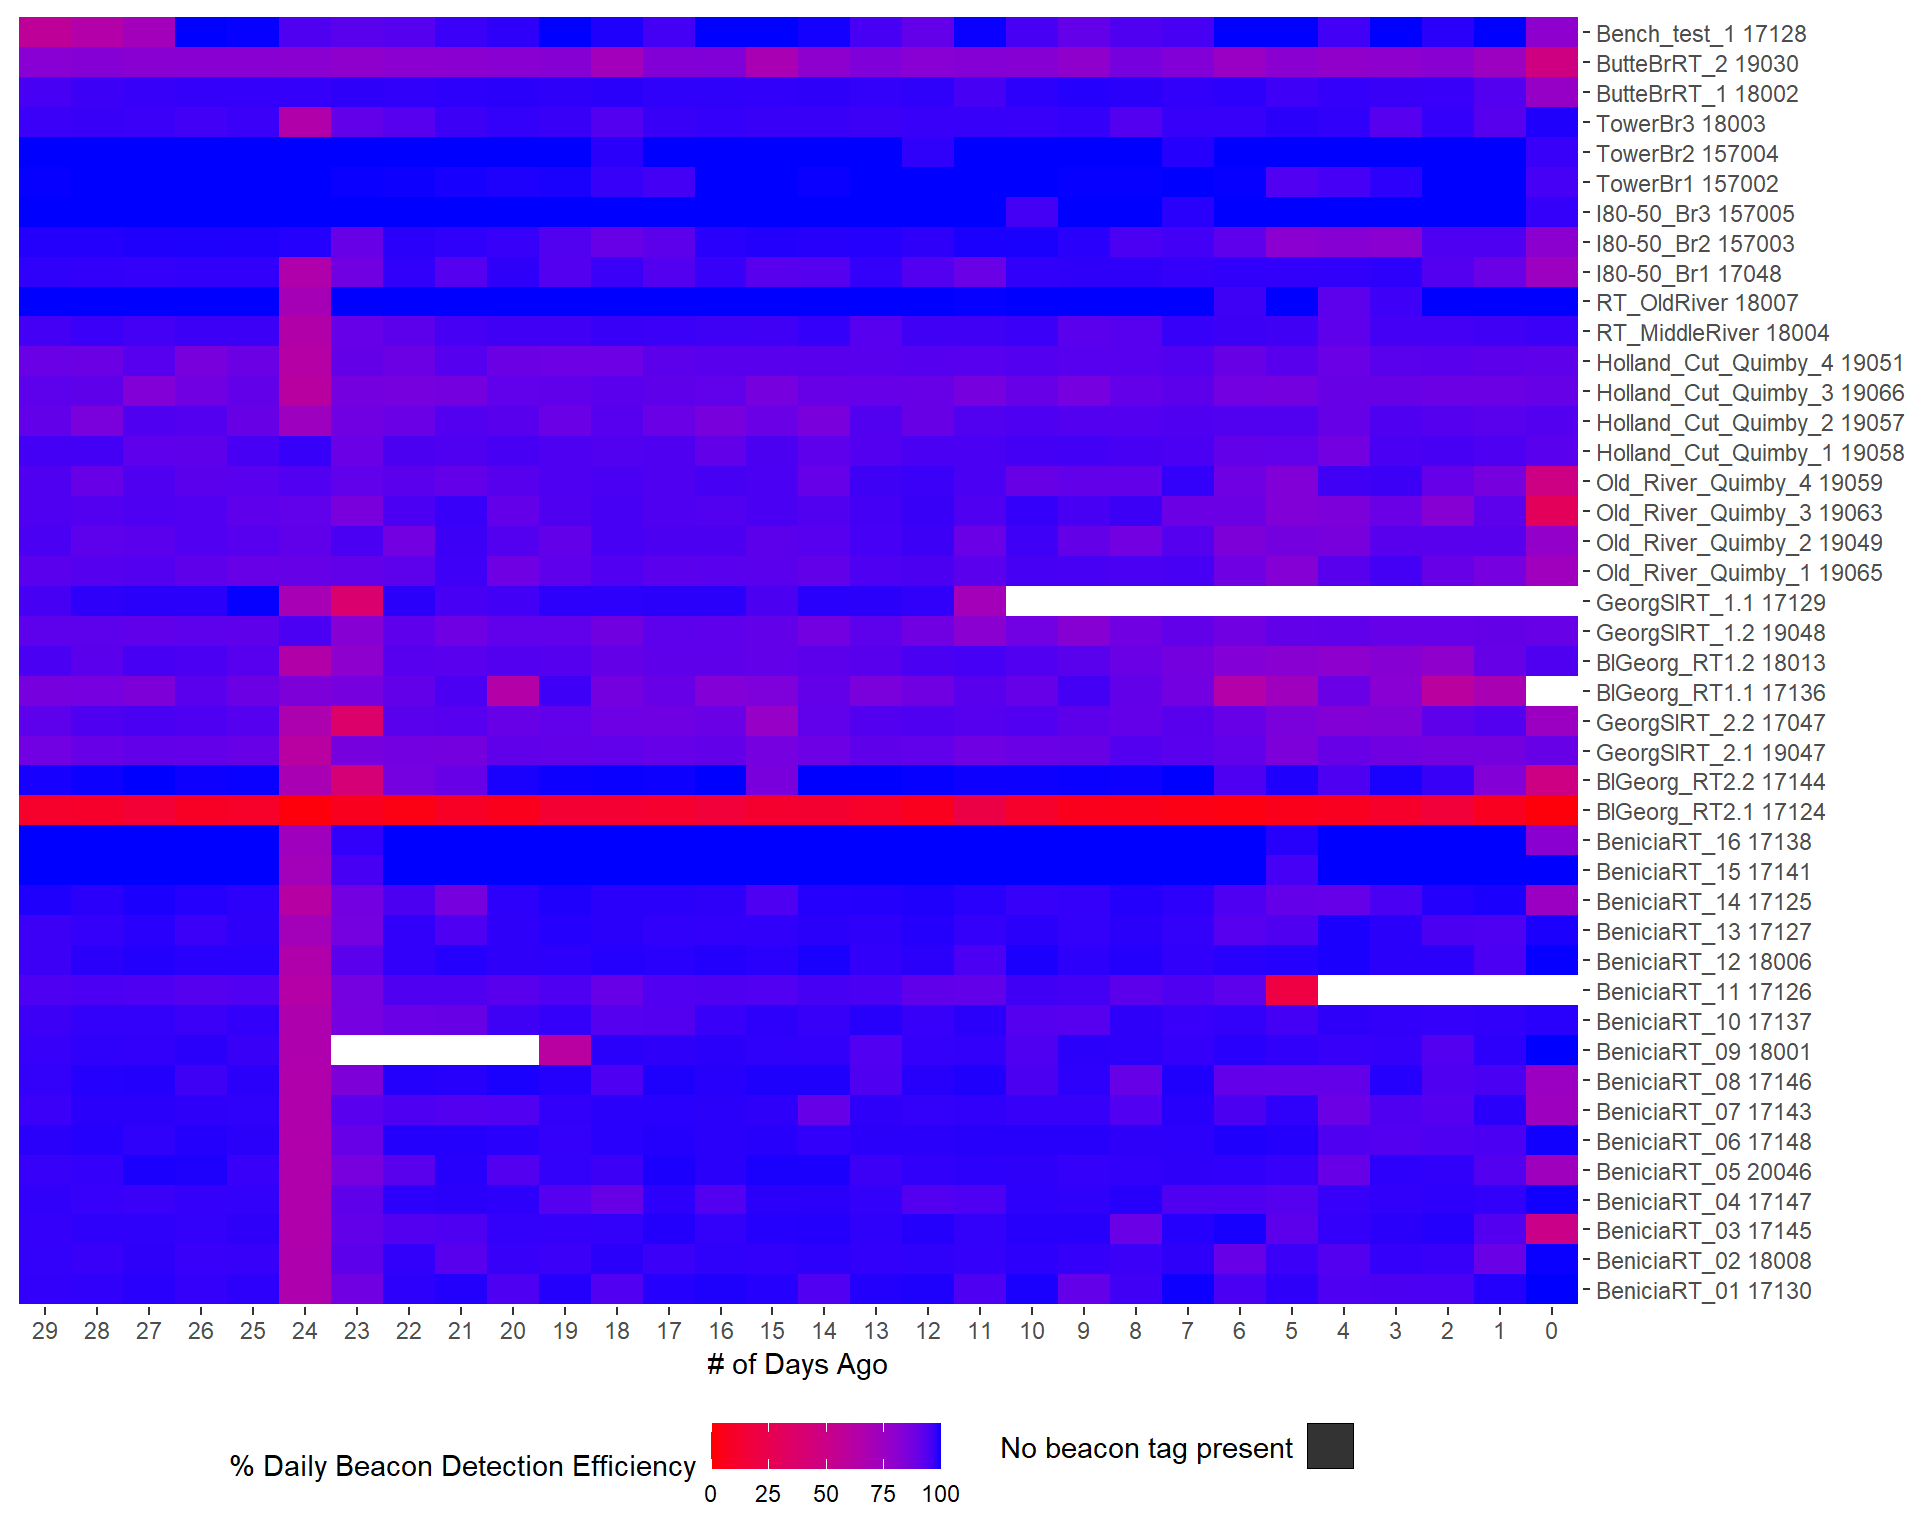 Bench_test_1 17128
ButteBrRT_2 19030
ButteBrRT_1 18002
TowerBr3 18003
TowerBr2 157004
TowerBr1 157002
I80-50_Br3 157005
I80-50_Br2 157003
I80-50_Br1 17048
RT_OldRiver 18007
RT_MiddleRiver 18004
Holland_Cut_Quimby_4 19051
Holland_Cut_Quimby_3 19066
Holland_Cut_Quimby_2 19057
Holland_Cut_Quimby_1 19058
Old_River_Quimby_4 19059
Old_River_Quimby_3 19063
Old_River_Quimby_2 19049
Old_River_Quimby_1 19065
GeorgSlRT_1.1 17129
GeorgSlRT_1.2 19048
BlGeorg_RT1.2 18013
BlGeorg_RT1.1 17136
GeorgSlRT_2.2 17047
GeorgSlRT_2.1 19047
BlGeorg_RT2.2 17144
BlGeorg_RT2.1 17124
BeniciaRT_16 17138
BeniciaRT_15 17141
BeniciaRT_14 17125
BeniciaRT_13 17127
BeniciaRT_12 18006
BeniciaRT_11 17126
BeniciaRT_10 17137
BeniciaRT_09 18001
BeniciaRT_08 17146
BeniciaRT_07 17143
BeniciaRT_06 17148
BeniciaRT_05 20046
BeniciaRT_04 17147
BeniciaRT_03 17145
BeniciaRT_02 18008
BeniciaRT_01 17130
29 28 27 26 25 24 23 22 21 20 19 18 17 16 15 14 13 12 11 10 9 8 7 6 5 4 3 2 1 0
# of Days Ago
% Daily Beacon Detection Efficiency
0 25 50 75 100
No beacon tag present